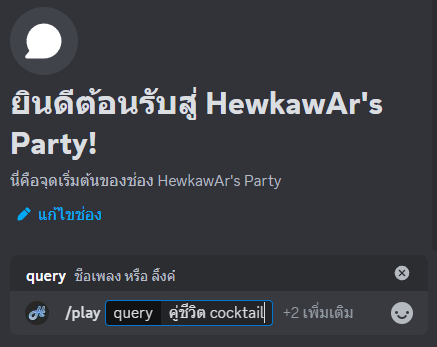 ยินดีต้อนรับสู่ HewkawAr's
Party!
นี่คือจุดเริ่มต้นของช่อง HewkawAr's Party
แก้ไขช่อง
query ชื่อเพลง หรือ ลิ้งค์
/play query คู่ชีวิต cocktail +2 เพิ่มเติม